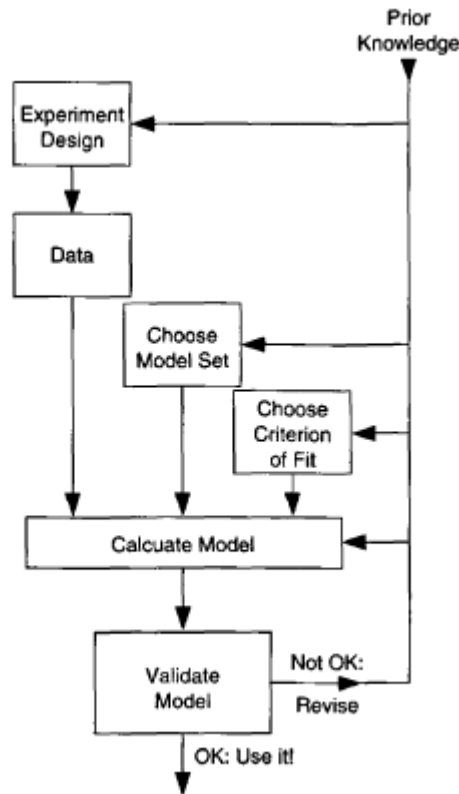 Prior
Knowledge
Experiment
Design
Data
Choose
Model Set
Choose
Criterion
of Fit
Calcuate Model
Validate
Model
Not OK:
Revise
OK: Use it!